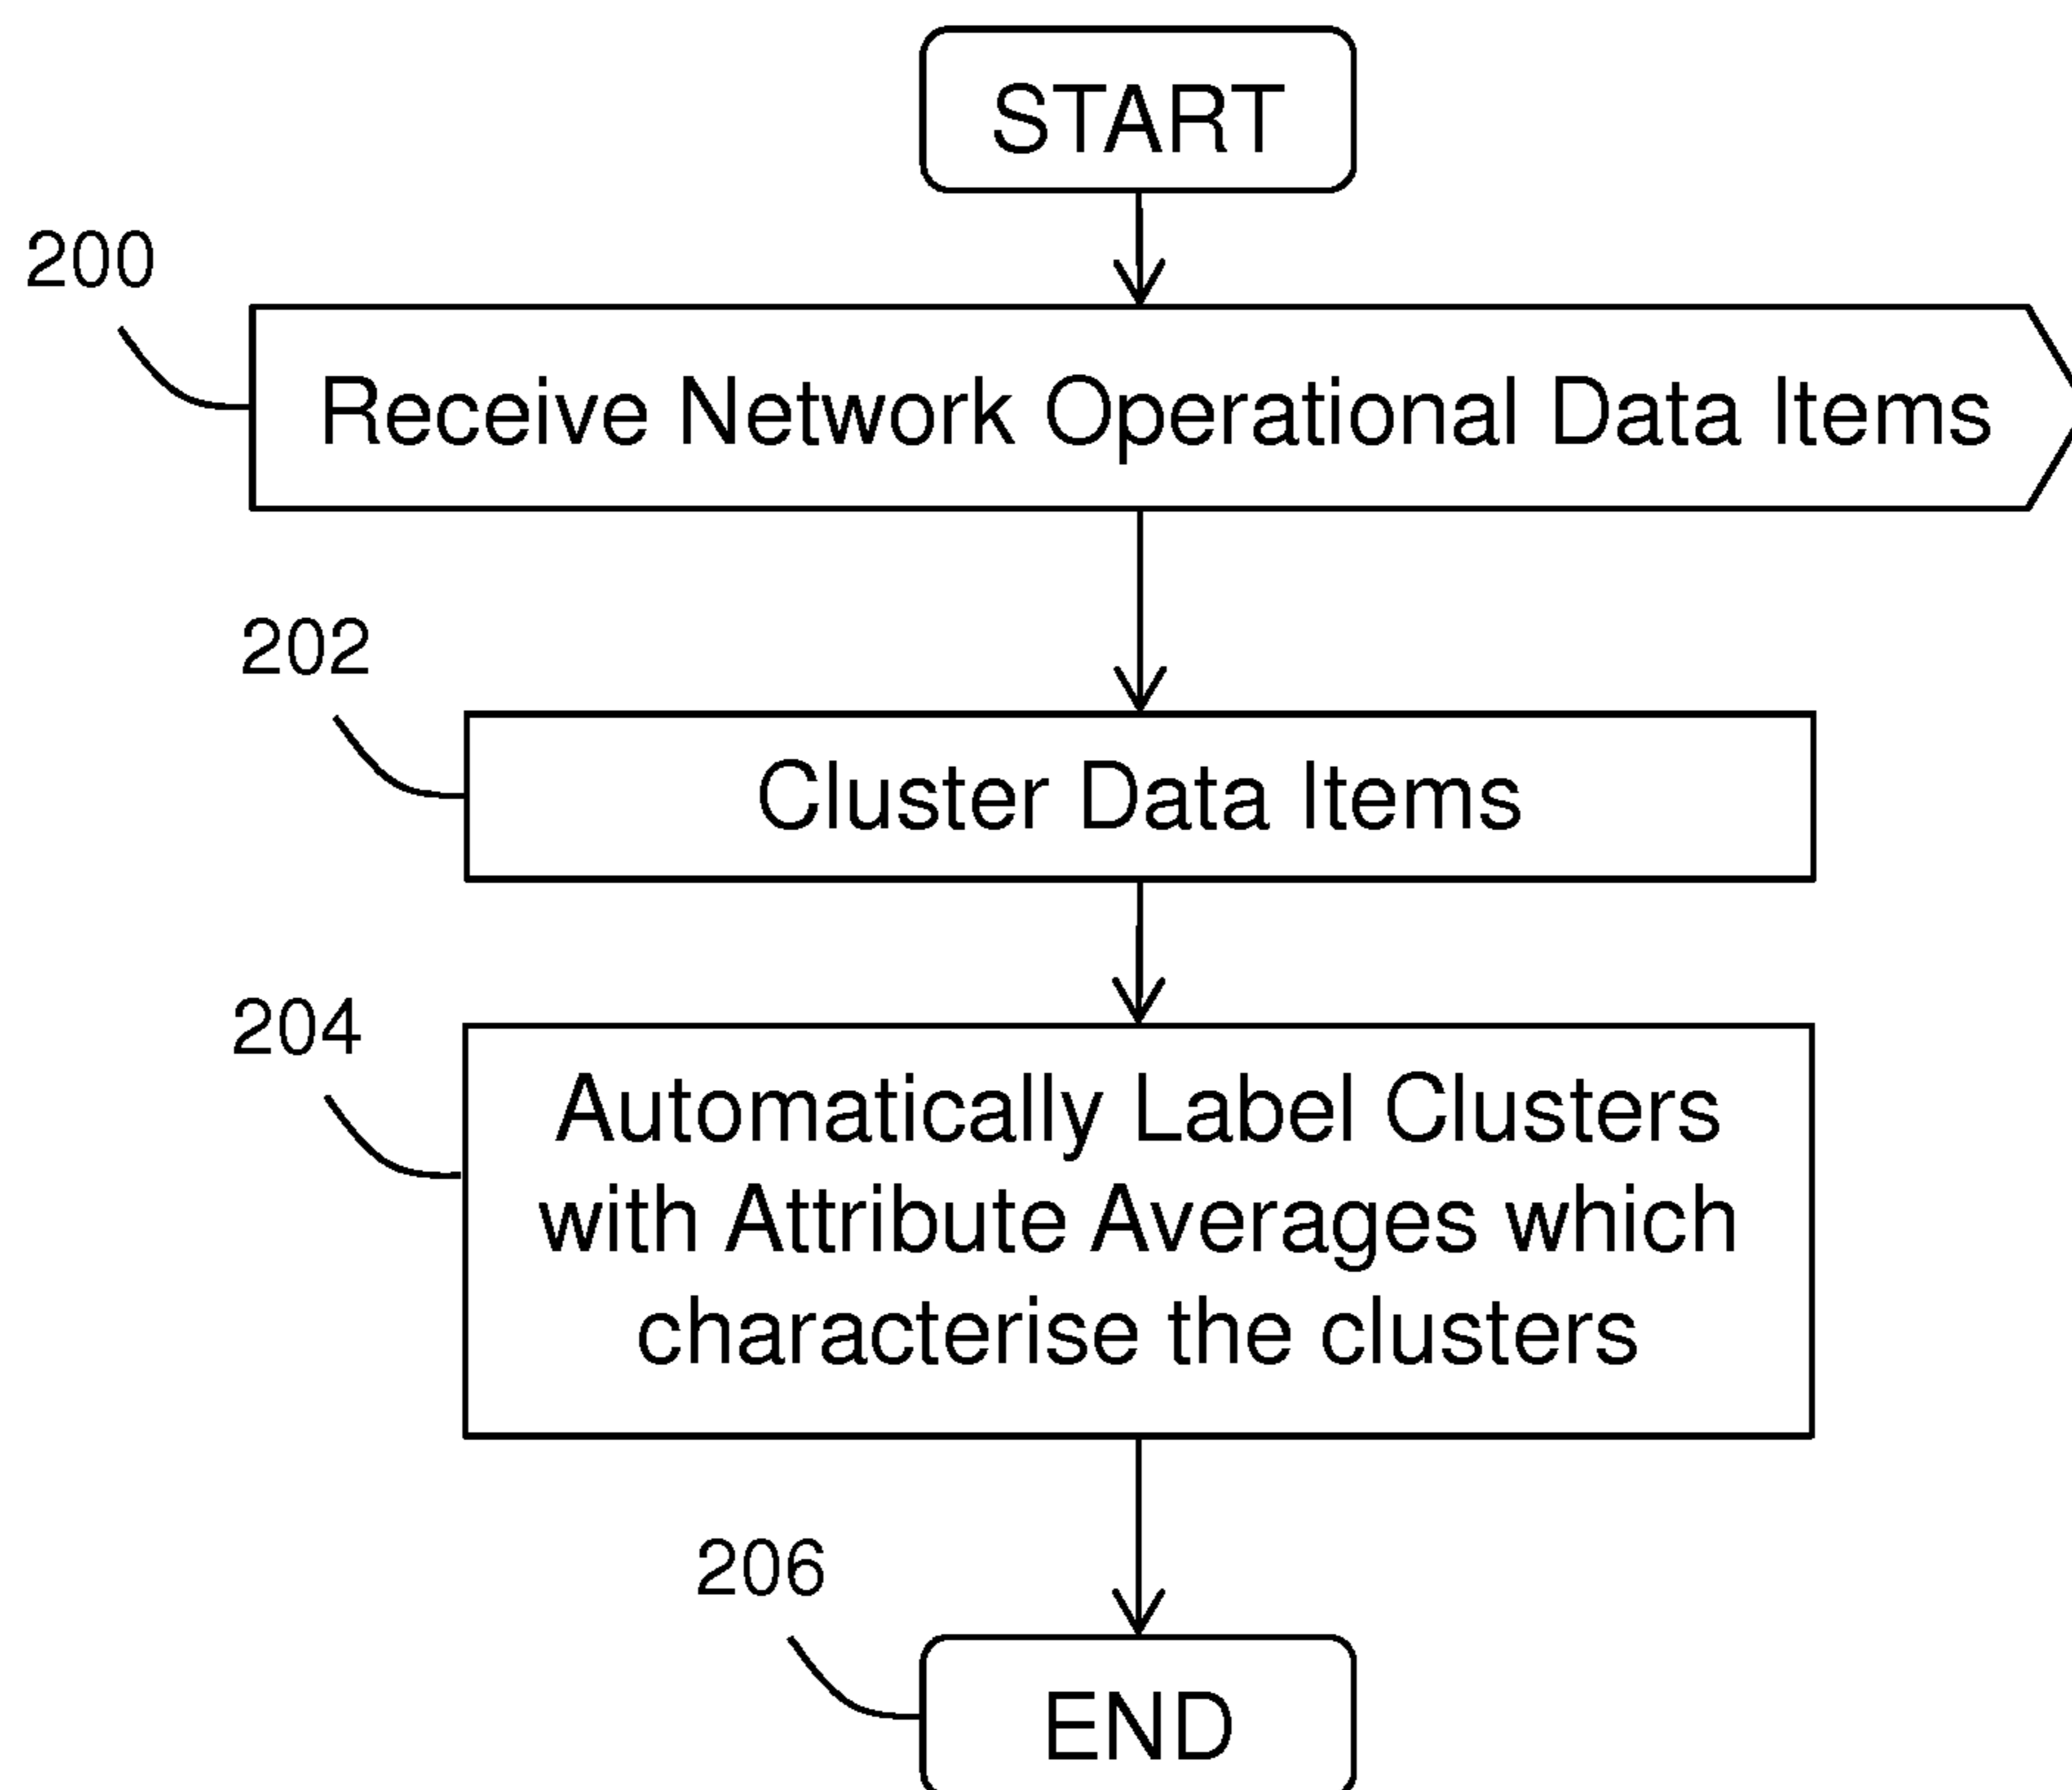 START
200
Receive Network Operational Data Items
202
Cluster Data Items
204
Automatically Label Clusters
with Attribute Averages which
characterise the clusters
206
END